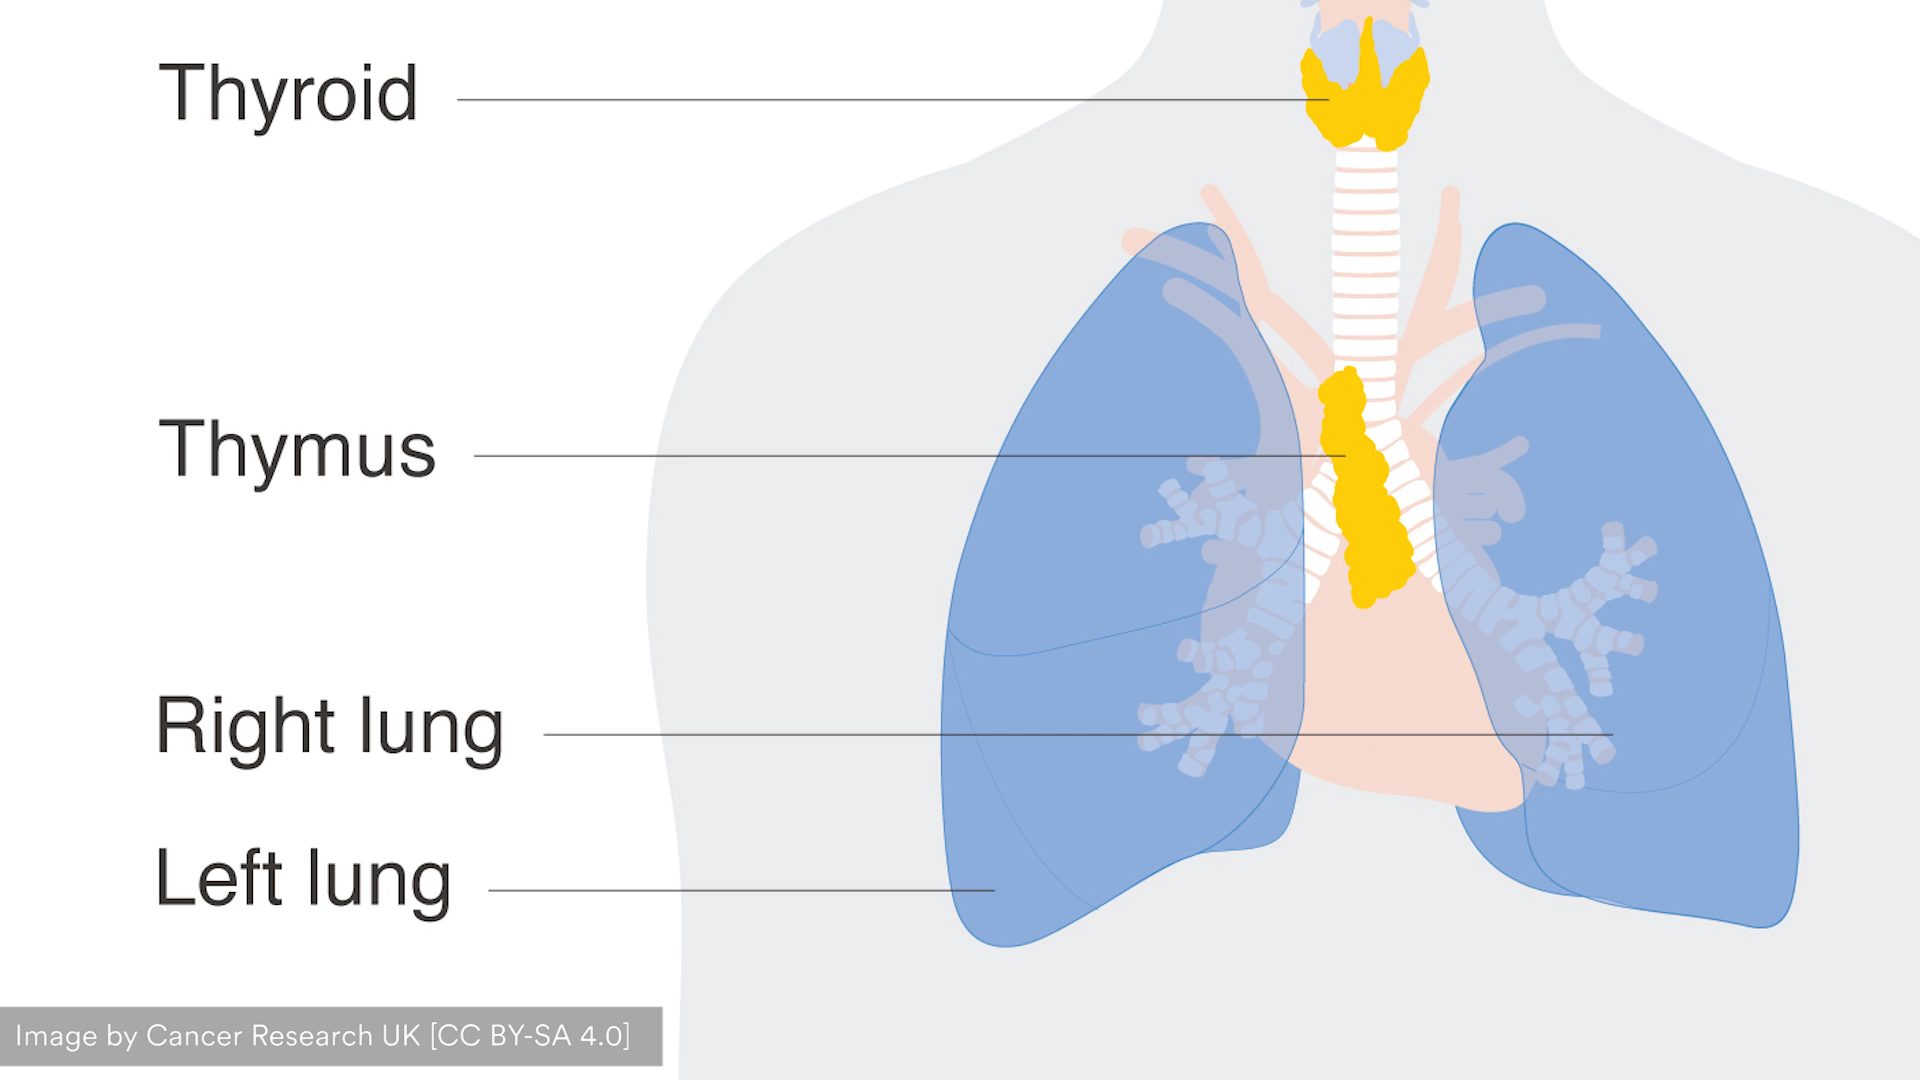 Thyroid
Thymus
Right lung
Left lung
Image by Cancer Research UK [CC BY-SA 4.0]